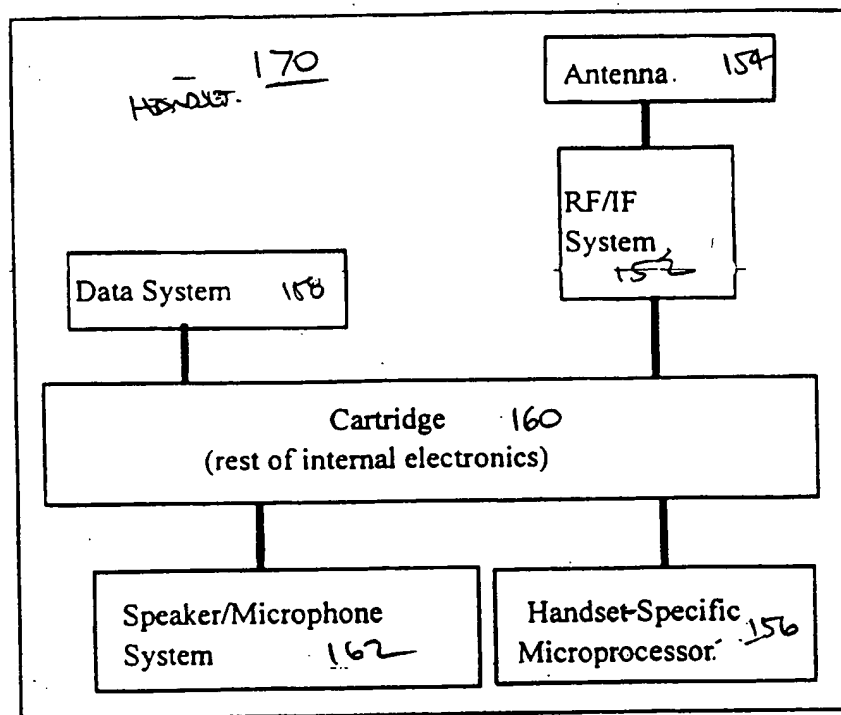 170
HANDSET.
Antenna. 154
RF/IF
System
152
Data System 158
Cartridge 160
(rest of internal electronics)
Speaker/Microphone
System 162
Handset-Specific
Microprocessor. 156